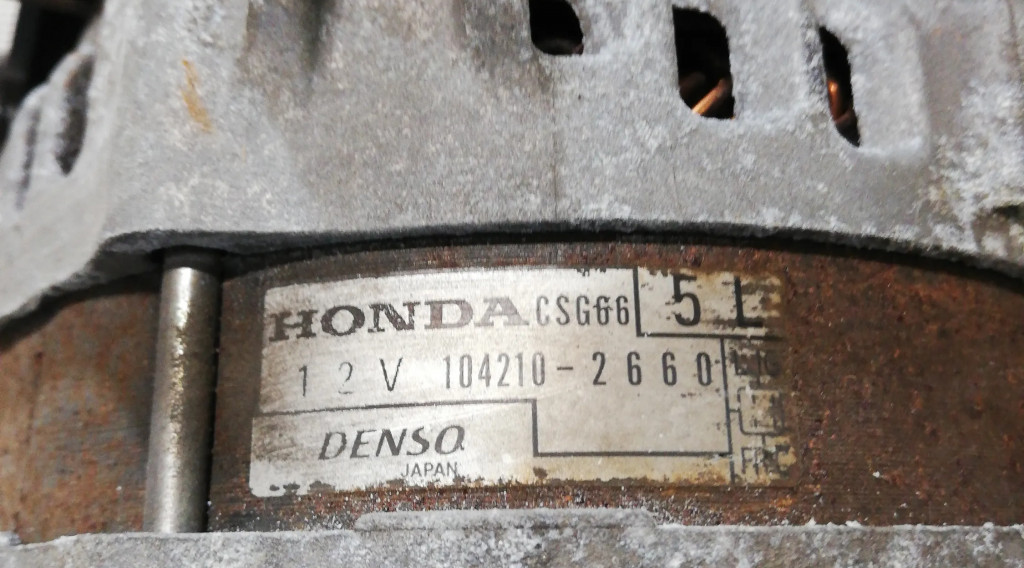 HONDA CSG66 5 L
12V 104210-2660
DENSO
JAPAN